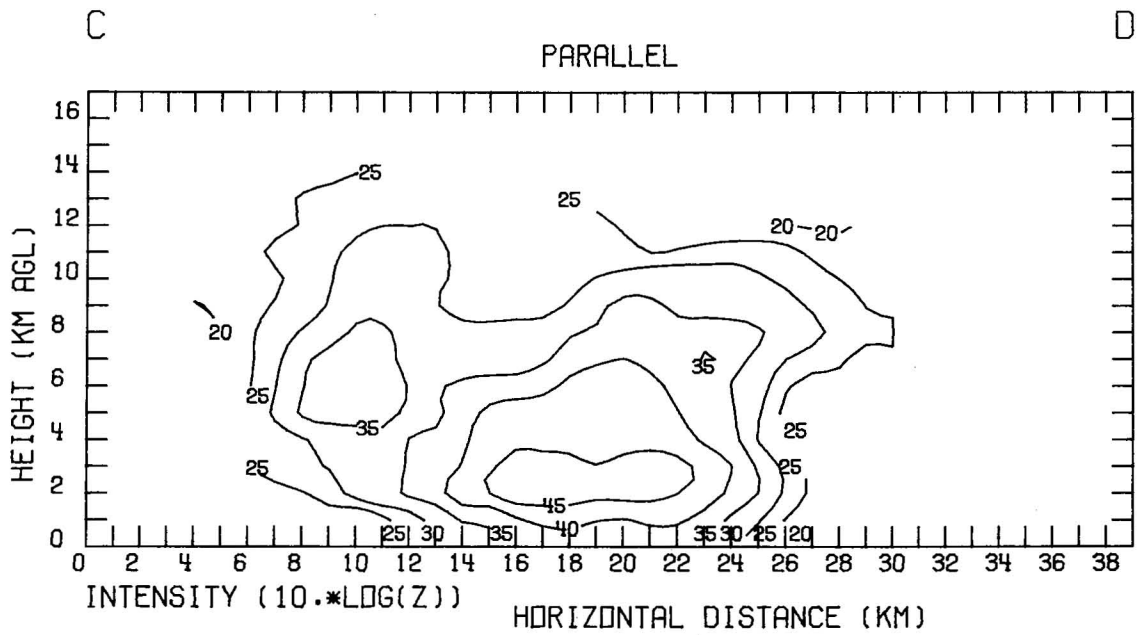 C D
PARALLEL
16
14
25
25
12
20 20
10
8
20
35
6
25
4
35
25
25
25
2
45
0
25 30 35 40 35 30 25 20
0 2 4 6 8 10 12 14 16 18 20 22 24 26 28 30 32 34 36 38
HEIGHT (KM AGL)
INTENSITY (10.*LOG(Z))
HORIZONTAL DISTANCE (KM)